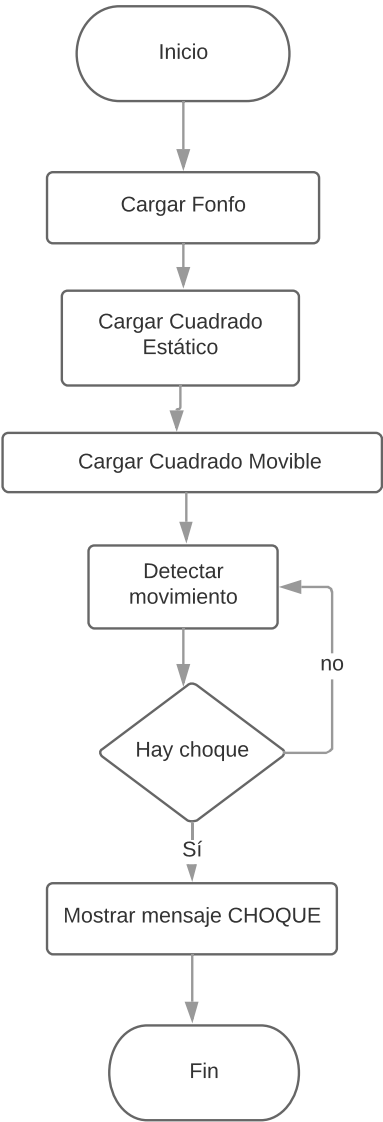 Inicio
Cargar Fonfo
Cargar Cuadrado
Estático
Cargar Cuadrado Movible
Detectar
movimiento
no
Hay choque
Sí
Mostrar mensaje CHOQUE
Fin